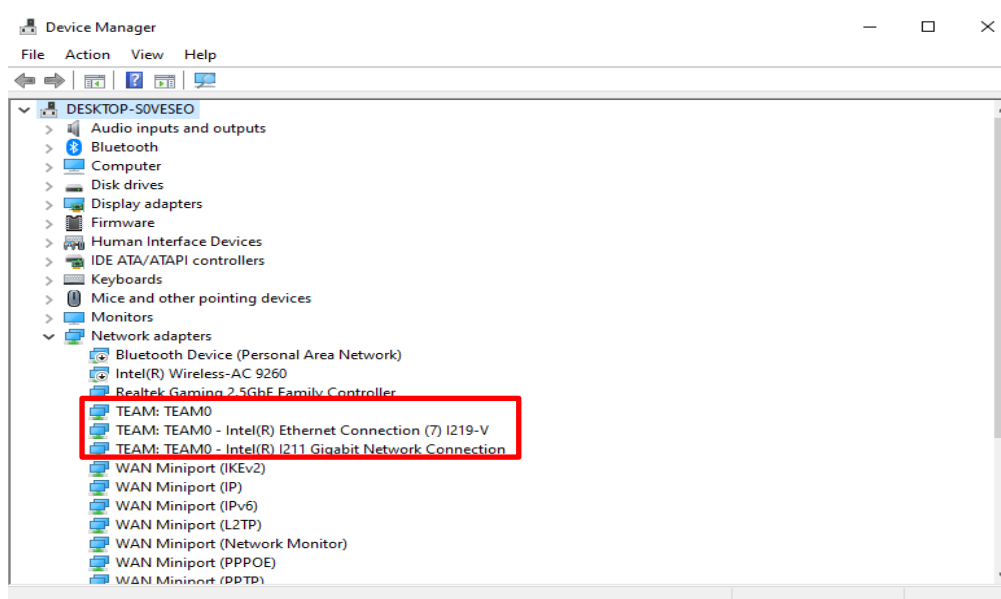 Device Manager
File Action View Help
DESKTOP-S0VESEO
Audio inputs and outputs
Bluetooth
Computer
Disk drives
Display adapters
Firmware
Human Interface Devices
IDE ATA/ATAPI controllers
Keyboards
Mice and other pointing devices
Monitors
Network adapters
Bluetooth Device (Personal Area Network)
Intel(R) Wireless-AC 9260
Realtek Gaming 2.5GbE Family Controller
TEAM: TEAM0
TEAM: TEAM0 - Intel(R) Ethernet Connection (7) I219-V
TEAM: TEAM0 - Intel(R) I211 Gigabit Network Connection
WAN Miniport (IKEv2)
WAN Miniport (IP)
WAN Miniport (IPv6)
WAN Miniport (L2TP)
WAN Miniport (Network Monitor)
WAN Miniport (PPPOE)
WAN Miniport (PPTP)